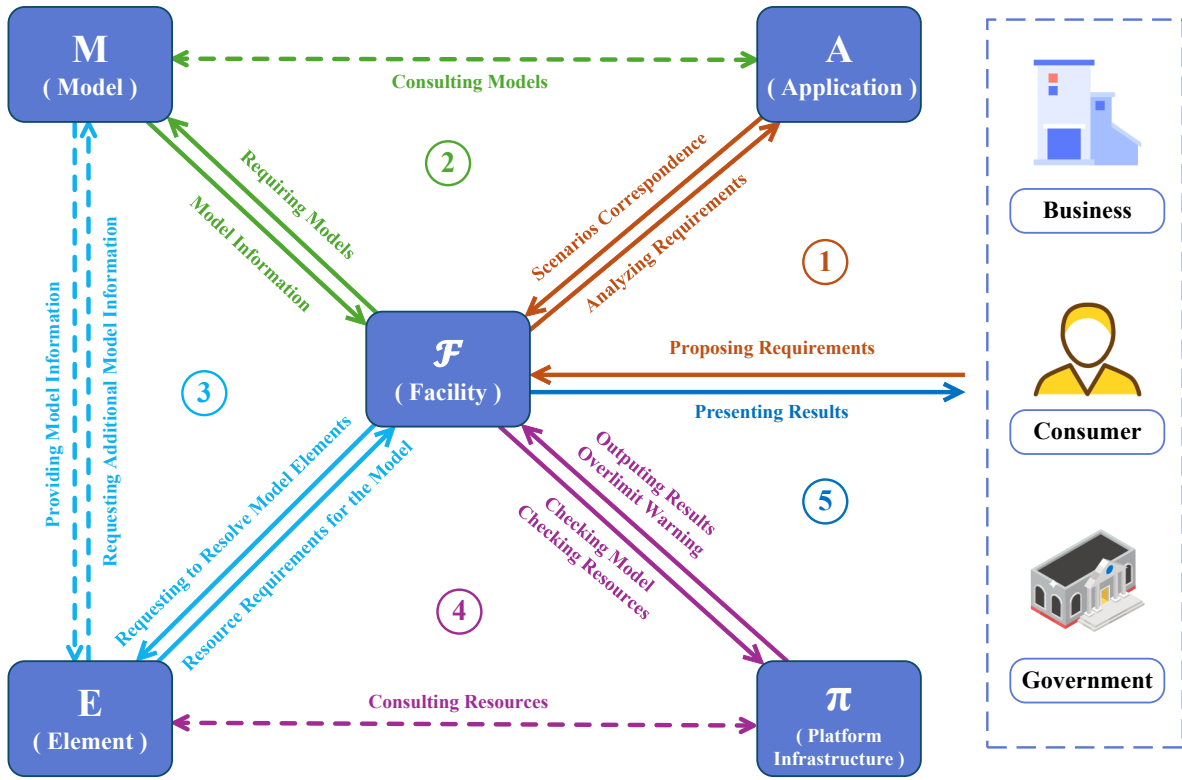 M
( Model )
A
( Application )
Consulting Models
2
Requiring Models
Model Information
Scenarios Correspondence
Analyzing Requirements
1
Business
Providing Model Information
Requesting Additional Model Information
3
ℱ
( Facility )
Proposing Requirements
Presenting Results
Consumer
Requesting to Resolve Model Elements
Resource Requirements for the Model
Outputing Results
Overlimit Warning
Checking Model
Checking Resources
5
4
Government
E
( Element )
Consulting Resources
π
( Platform
Infrastructure )